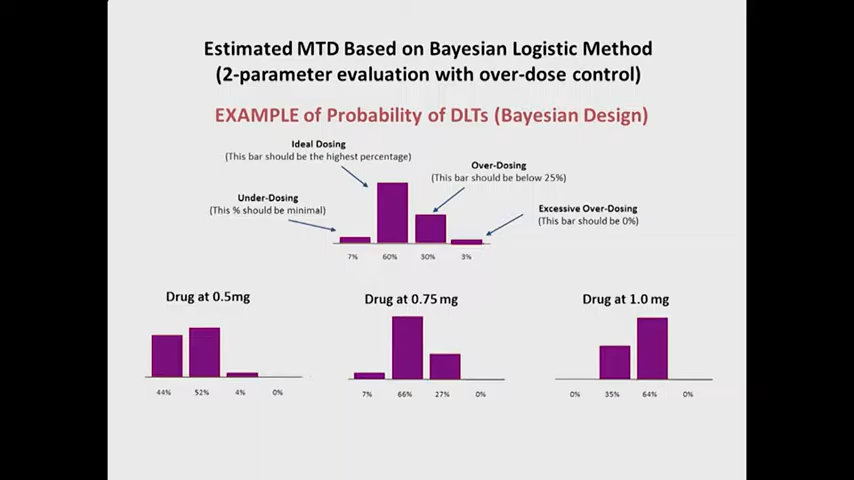 Estimated MTD Based on Bayesian Logistic Method
(2-parameter evaluation with over-dose control)
EXAMPLE of Probability of DLTs (Bayesian Design)
Ideal Dosing
(This bar should be the highest percentage)
Over-Dosing
(This bar should be below 25%)
Under-Dosing
(This % should be minimal)
Excessive Over-Dosing
(This bar should be 0%)
7% 60% 30% 3%
Drug at 0.5mg
Drug at 0.75 mg
Drug at 1.0 mg
44% 52% 4% 0%
7% 66% 27% 0%
0% 35% 64% 0%